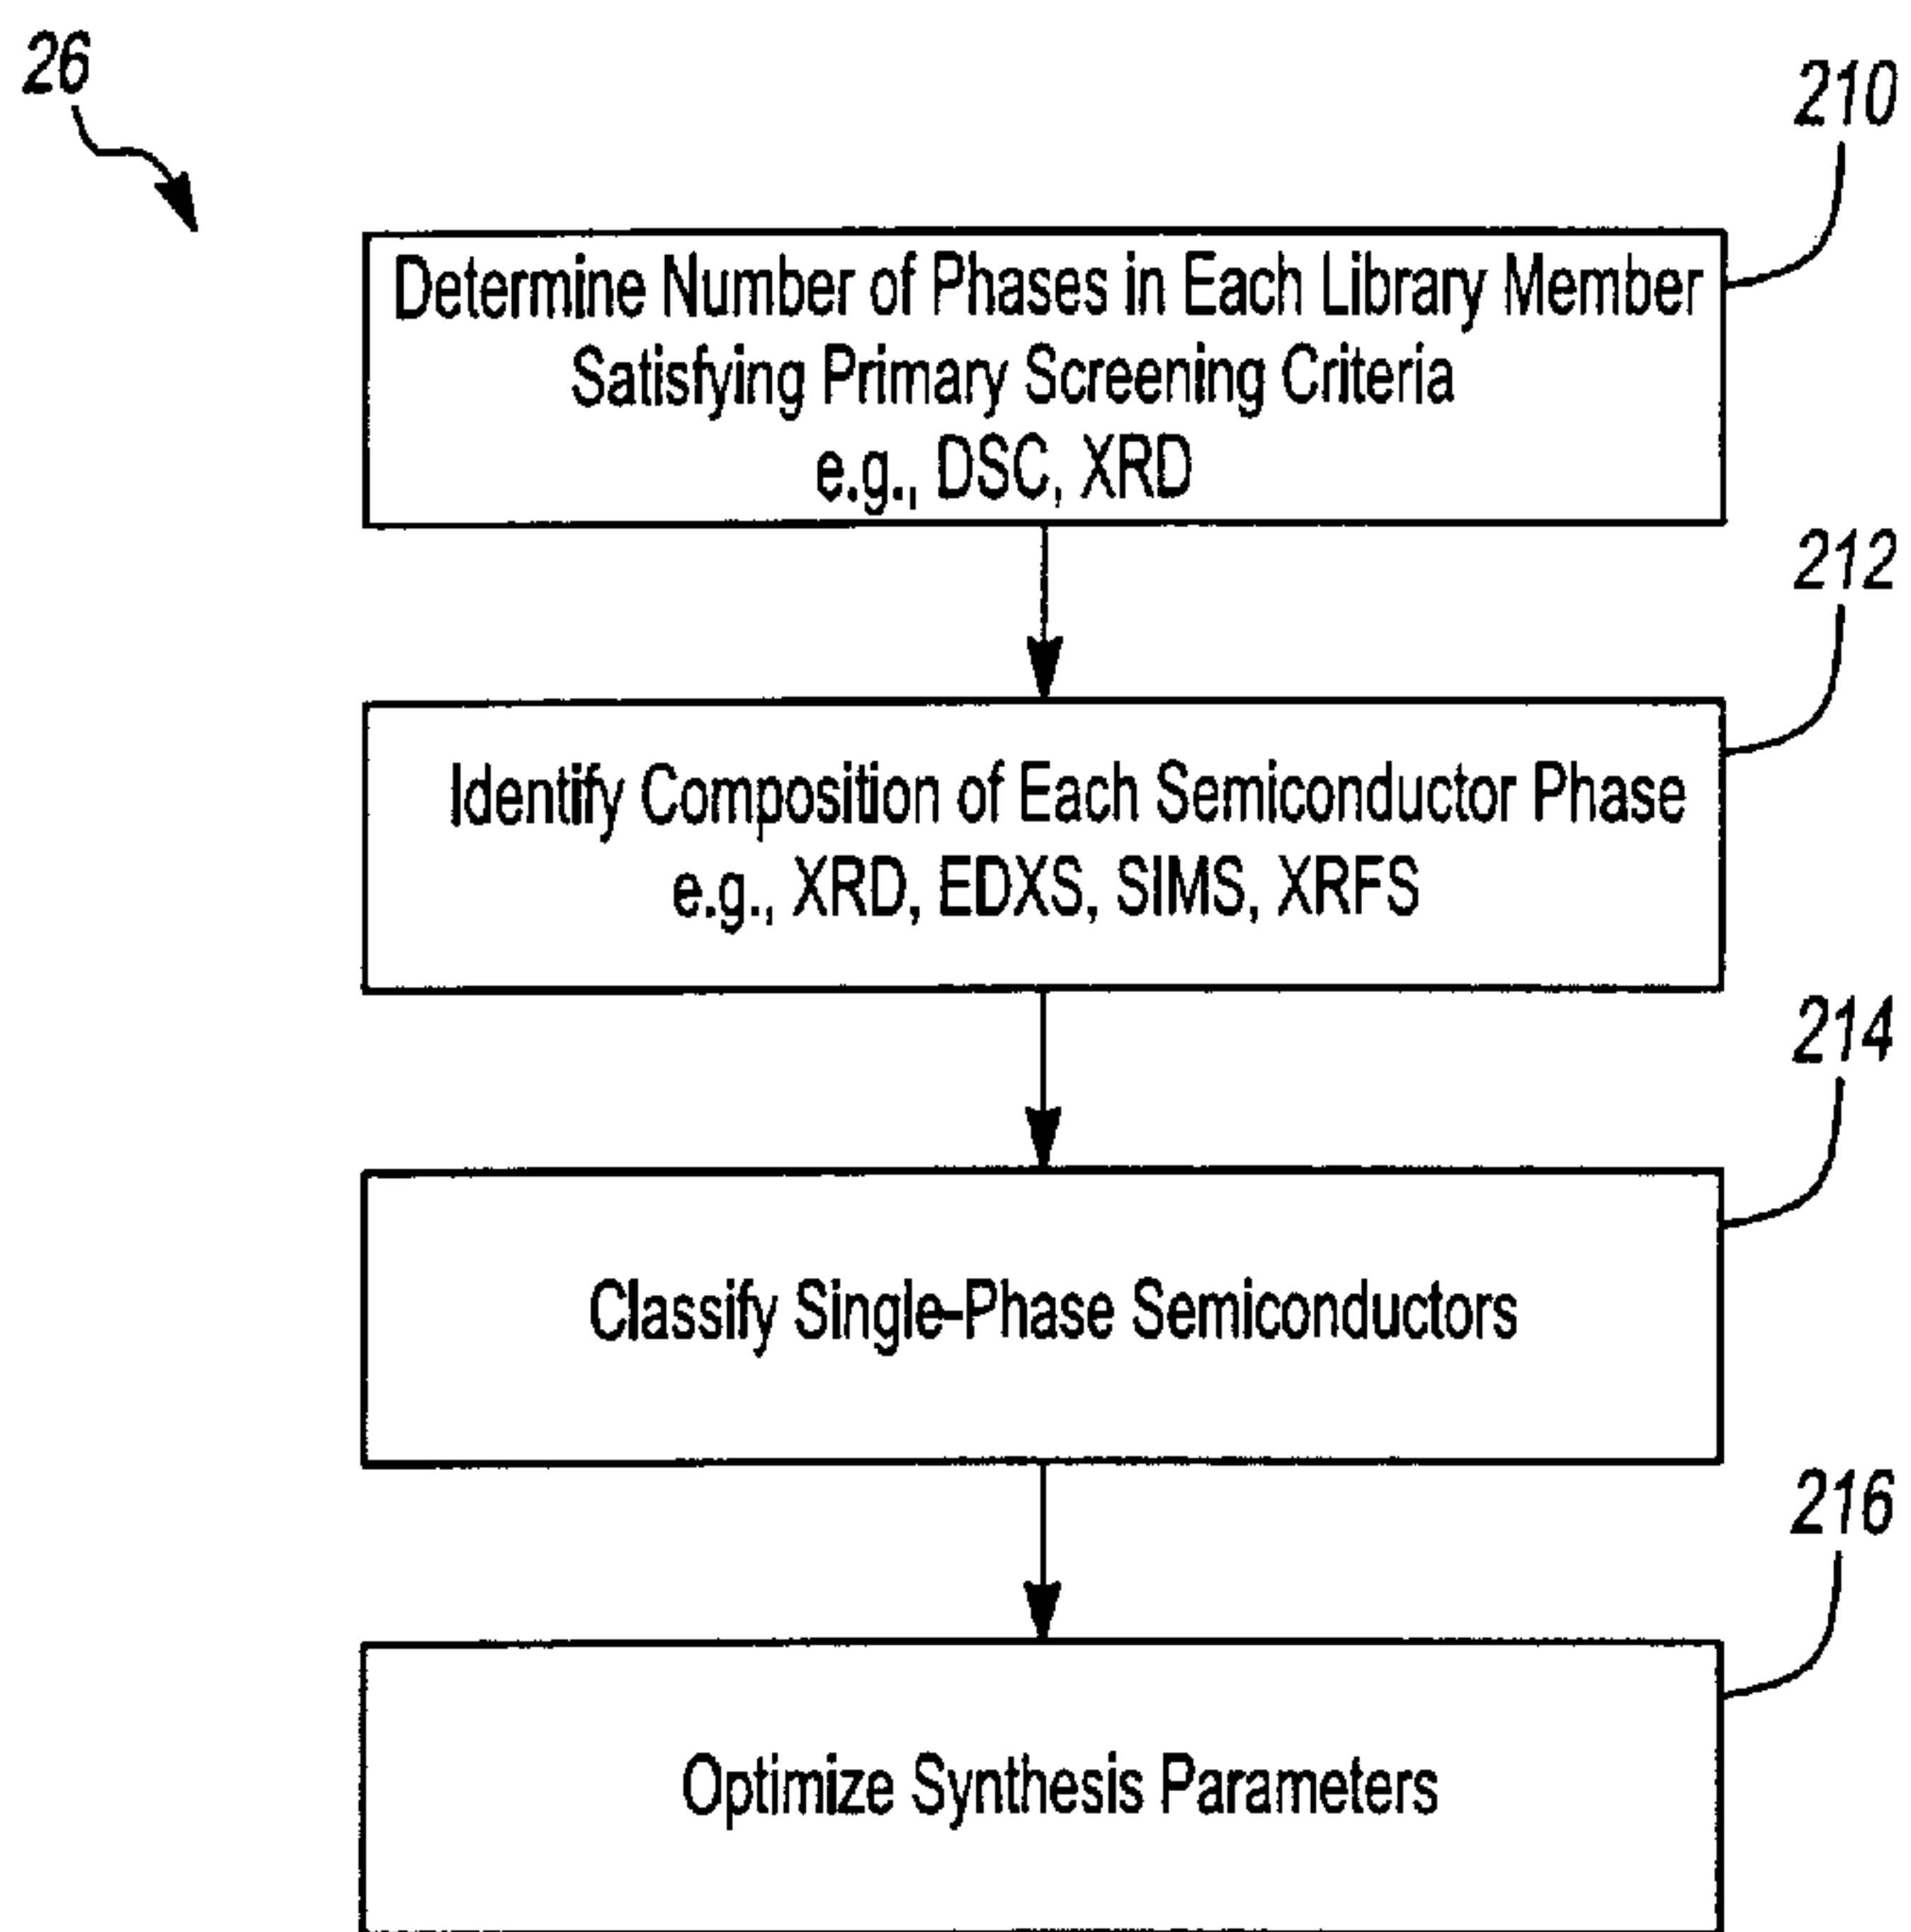 26
210
Determine Number of Phases in Each Library Member
Satisfying Primary Screening Criteria
e.g., DSC, XRD
212
Identify Composition of Each Semiconductor Phase
e.g., XRD, EDXS, SIMS, XRFS
214
Classify Single-Phase Semiconductors
216
Optimize Synthesis Parameters